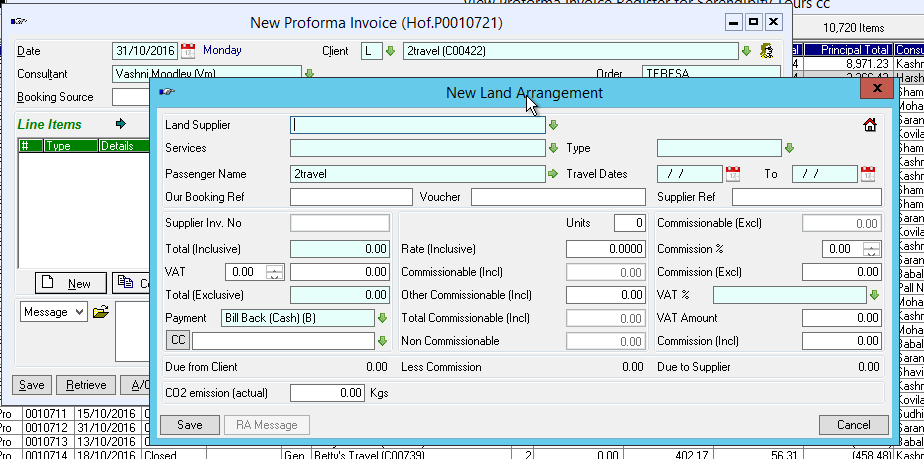 View Proforma Invoice Register for Serendipity Tours cc
New Proforma Invoice (Hof.P0010721)
10,720 Items
Date 31/10/2016 Monday Client L 2travel (C00422)
Principal Total Consu
Consultant Vashni Moodley (Vm) Order TEBESA
8,971.23 Kashr
Booking Source
New Land Arrangement
Line Items
# Type Details
Land Supplier
Services Type
Passenger Name 2travel Travel Dates / / To / /
Our Booking Ref Voucher Supplier Ref
Supplier Inv. No Units 0 Commissionable (Excl) 0.00
Total (Inclusive) 0.00 Rate (Inclusive) 0.0000 Commission % 0.00
VAT 0.00 0.00 Commissionable (Incl) 0.00 Commission (Excl) 0.00
Total (Exclusive) 0.00 Other Commissionable (Incl) 0.00 VAT %
Payment Bill Back (Cash) (B) Total Commissionable (Incl) 0.00 VAT Amount 0.00
CC Non Commissionable 0.00 Commission (Incl) 0.00
Due from Client 0.00 Less Commission 0.00 Due to Supplier 0.00
CO2 emission (actual) 0.00 Kgs
Save RA Message Cancel
New Co
Message
Save Retrieve A/C
Pro 0010711 15/10/2016
Pro 0010712 31/10/2016
Pro 0010713 13/10/2016
Pro 0010714 18/10/2016 Closed Gen Betty's Travel (C00739) 2 0.00 402.17 56.31 (458.48) Kashr